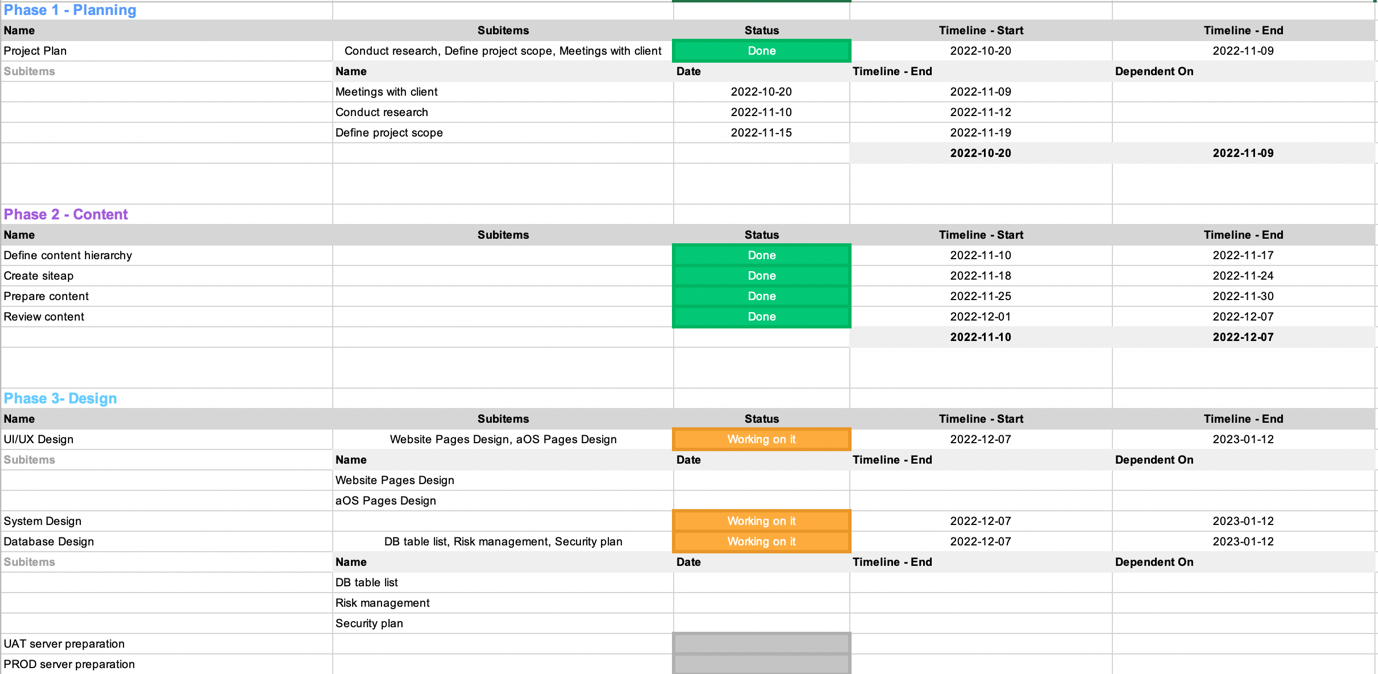 Phase 1 - Planning
Name Subitems Status Timeline - Start Timeline - End
Project Plan Conduct research, Define project scope, Meetings with client Done 2022-10-20 2022-11-09
Subitems Name Date Timeline - End Dependent On
Meetings with client 2022-10-20 2022-11-09
Conduct research 2022-11-10 2022-11-12
Define project scope 2022-11-15 2022-11-19
2022-10-20 2022-11-09
Phase 2 - Content
Name Subitems Status Timeline - Start Timeline - End
Define content hierarchy Done 2022-11-10 2022-11-17
Create siteap Done 2022-11-18 2022-11-24
Prepare content Done 2022-11-25 2022-11-30
Review content Done 2022-12-01 2022-12-07
2022-11-10 2022-12-07
Phase 3- Design
Name Subitems Status Timeline - Start Timeline - End
UI/UX Design Website Pages Design, aOS Pages Design Working on it 2022-12-07 2023-01-12
Subitems Name Date Timeline - End Dependent On
Website Pages Design
aOS Pages Design
System Design Working on it 2022-12-07 2023-01-12
Database Design DB table list, Risk management, Security plan Working on it 2022-12-07 2023-01-12
Subitems Name Date Timeline - End Dependent On
DB table list
Risk management
Security plan
UAT server preparation
PROD server preparation